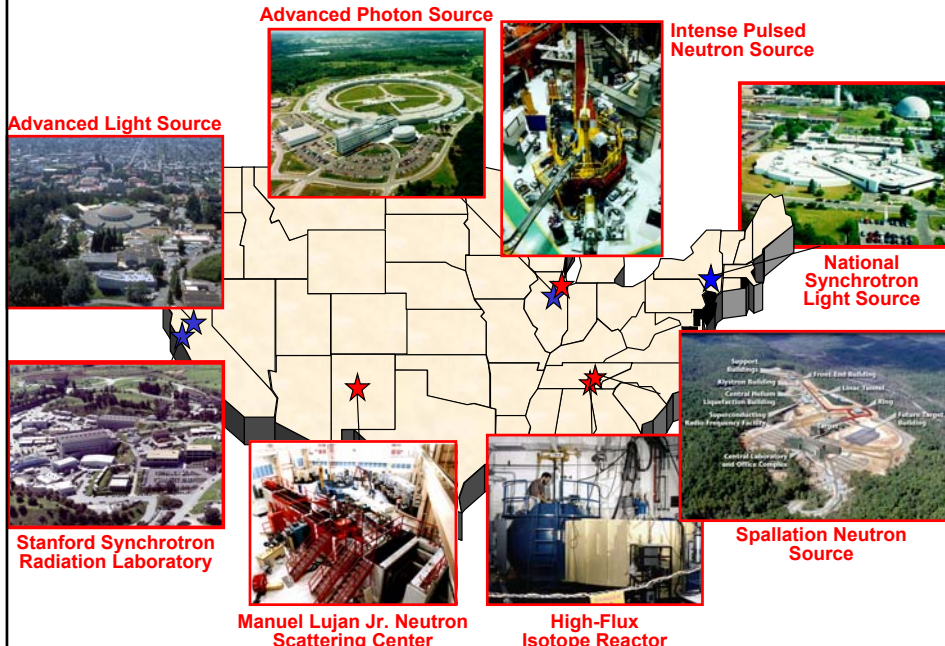 Advanced Photon Source
Intense Pulsed
Neutron Source
Advanced Light Source
National
Synchrotron
Light Source
Support
Buildings
Front End Building
Klystron Building
Linac Tunnel
Central Helium
Liquefaction Building
Ring
Superconducting
Radio Frequency Facility
Future Target
Building
Target
Central Laboratory
and Office Complex
Stanford Synchrotron
Radiation Laboratory
Spallation Neutron
Source
Manuel Lujan Jr. Neutron
Scattering Center
High-Flux
Isotope Reactor